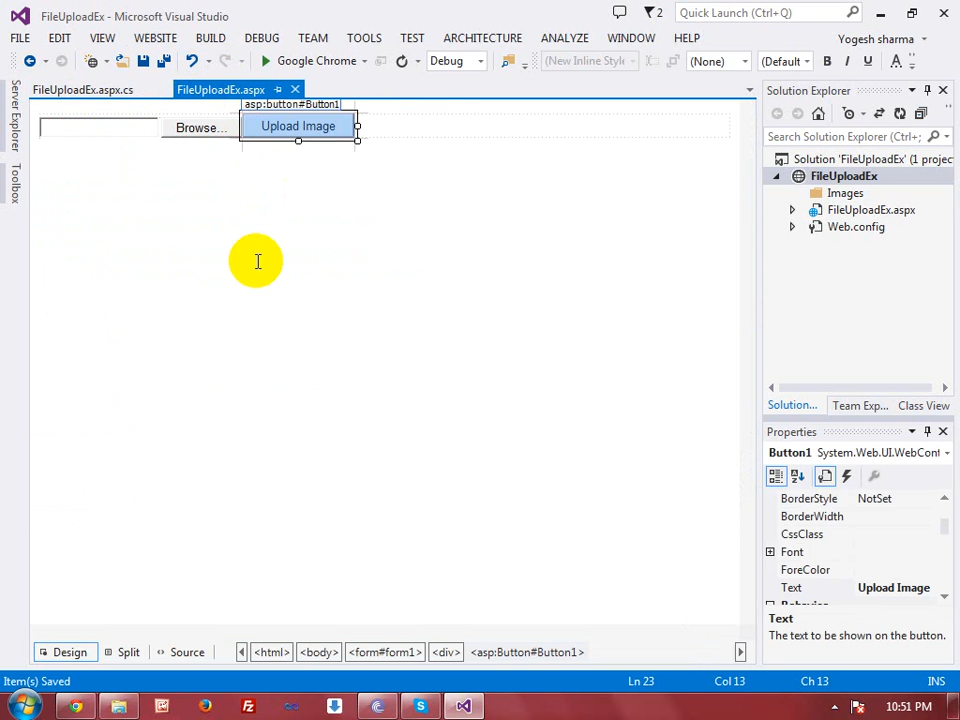 FileUploadEx - Microsoft Visual Studio
2
Quick Launch (Ctrl+Q)
FILE EDIT VIEW WEBSITE BUILD DEBUG TEAM TOOLS TEST ARCHITECTURE ANALYZE WINDOW HELP Yogesh sharma
Google Chrome Debug (New Inline Style) (None) (Default B I U A
FileUploadEx.aspx.cs FileUploadEx.aspx
Server Explorer
Toolbox
asp:button#Button1
Browse... Upload Image
Solution Explorer
Search Solution Explorer (Ctrl+;
Solution 'FileUploadEx' (1 project
FileUploadEx
Images
FileUploadEx.aspx
Web.config
Solution... Team Exp... Class View
Properties
Button1 System.Web.UI.WebCont
BorderStyle NotSet
BorderWidth
CssClass
Font
ForeColor
Text Upload Image
Behavior
Text
The text to be shown on the button.
Design Split Source <html> <body> <form#form1> <div> <asp:Button#Button1>
Item(s) Saved Ln 23 Col 13 Ch 13 INS
10:51 PM